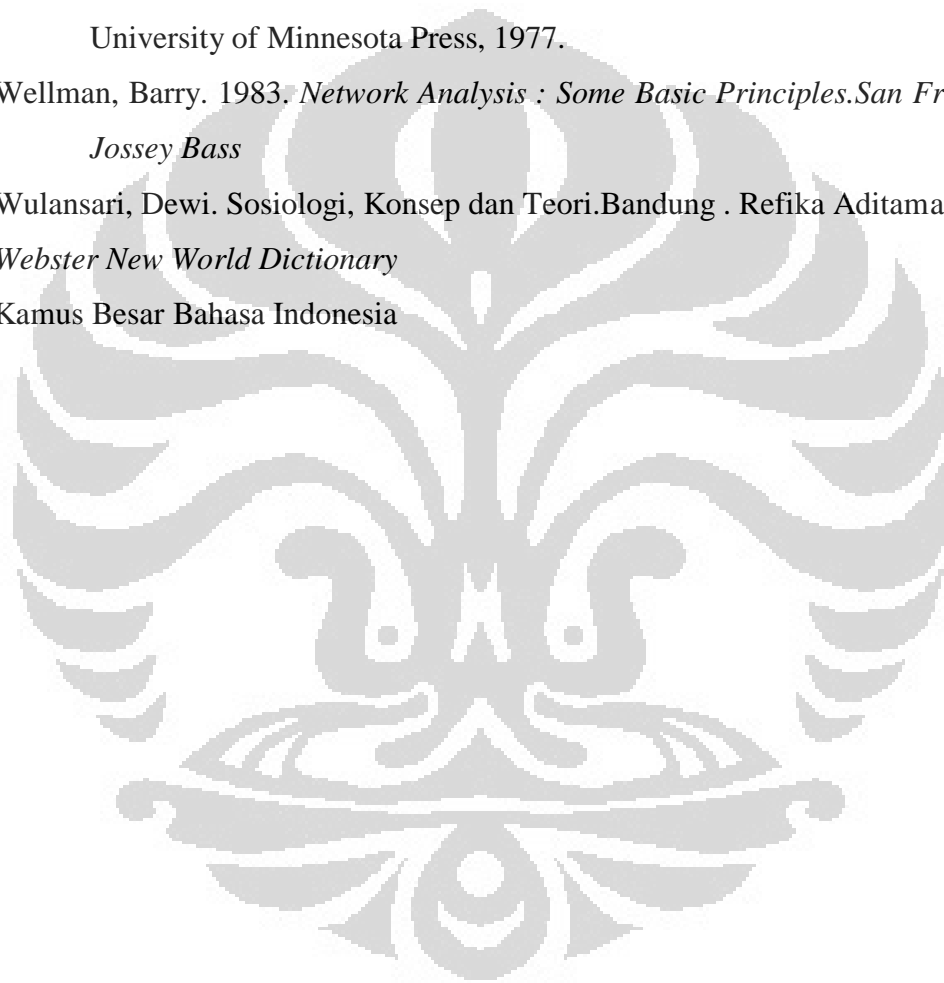 University of Minnesota Press, 1977.
Wellman, Barry. 1983. Network Analysis : Some Basic Principles.San Fr
Jossey Bass
Wulansari, Dewi. Sosiologi, Konsep dan Teori.Bandung . Refika Aditama
Webster New World Dictionary
Kamus Besar Bahasa Indonesia